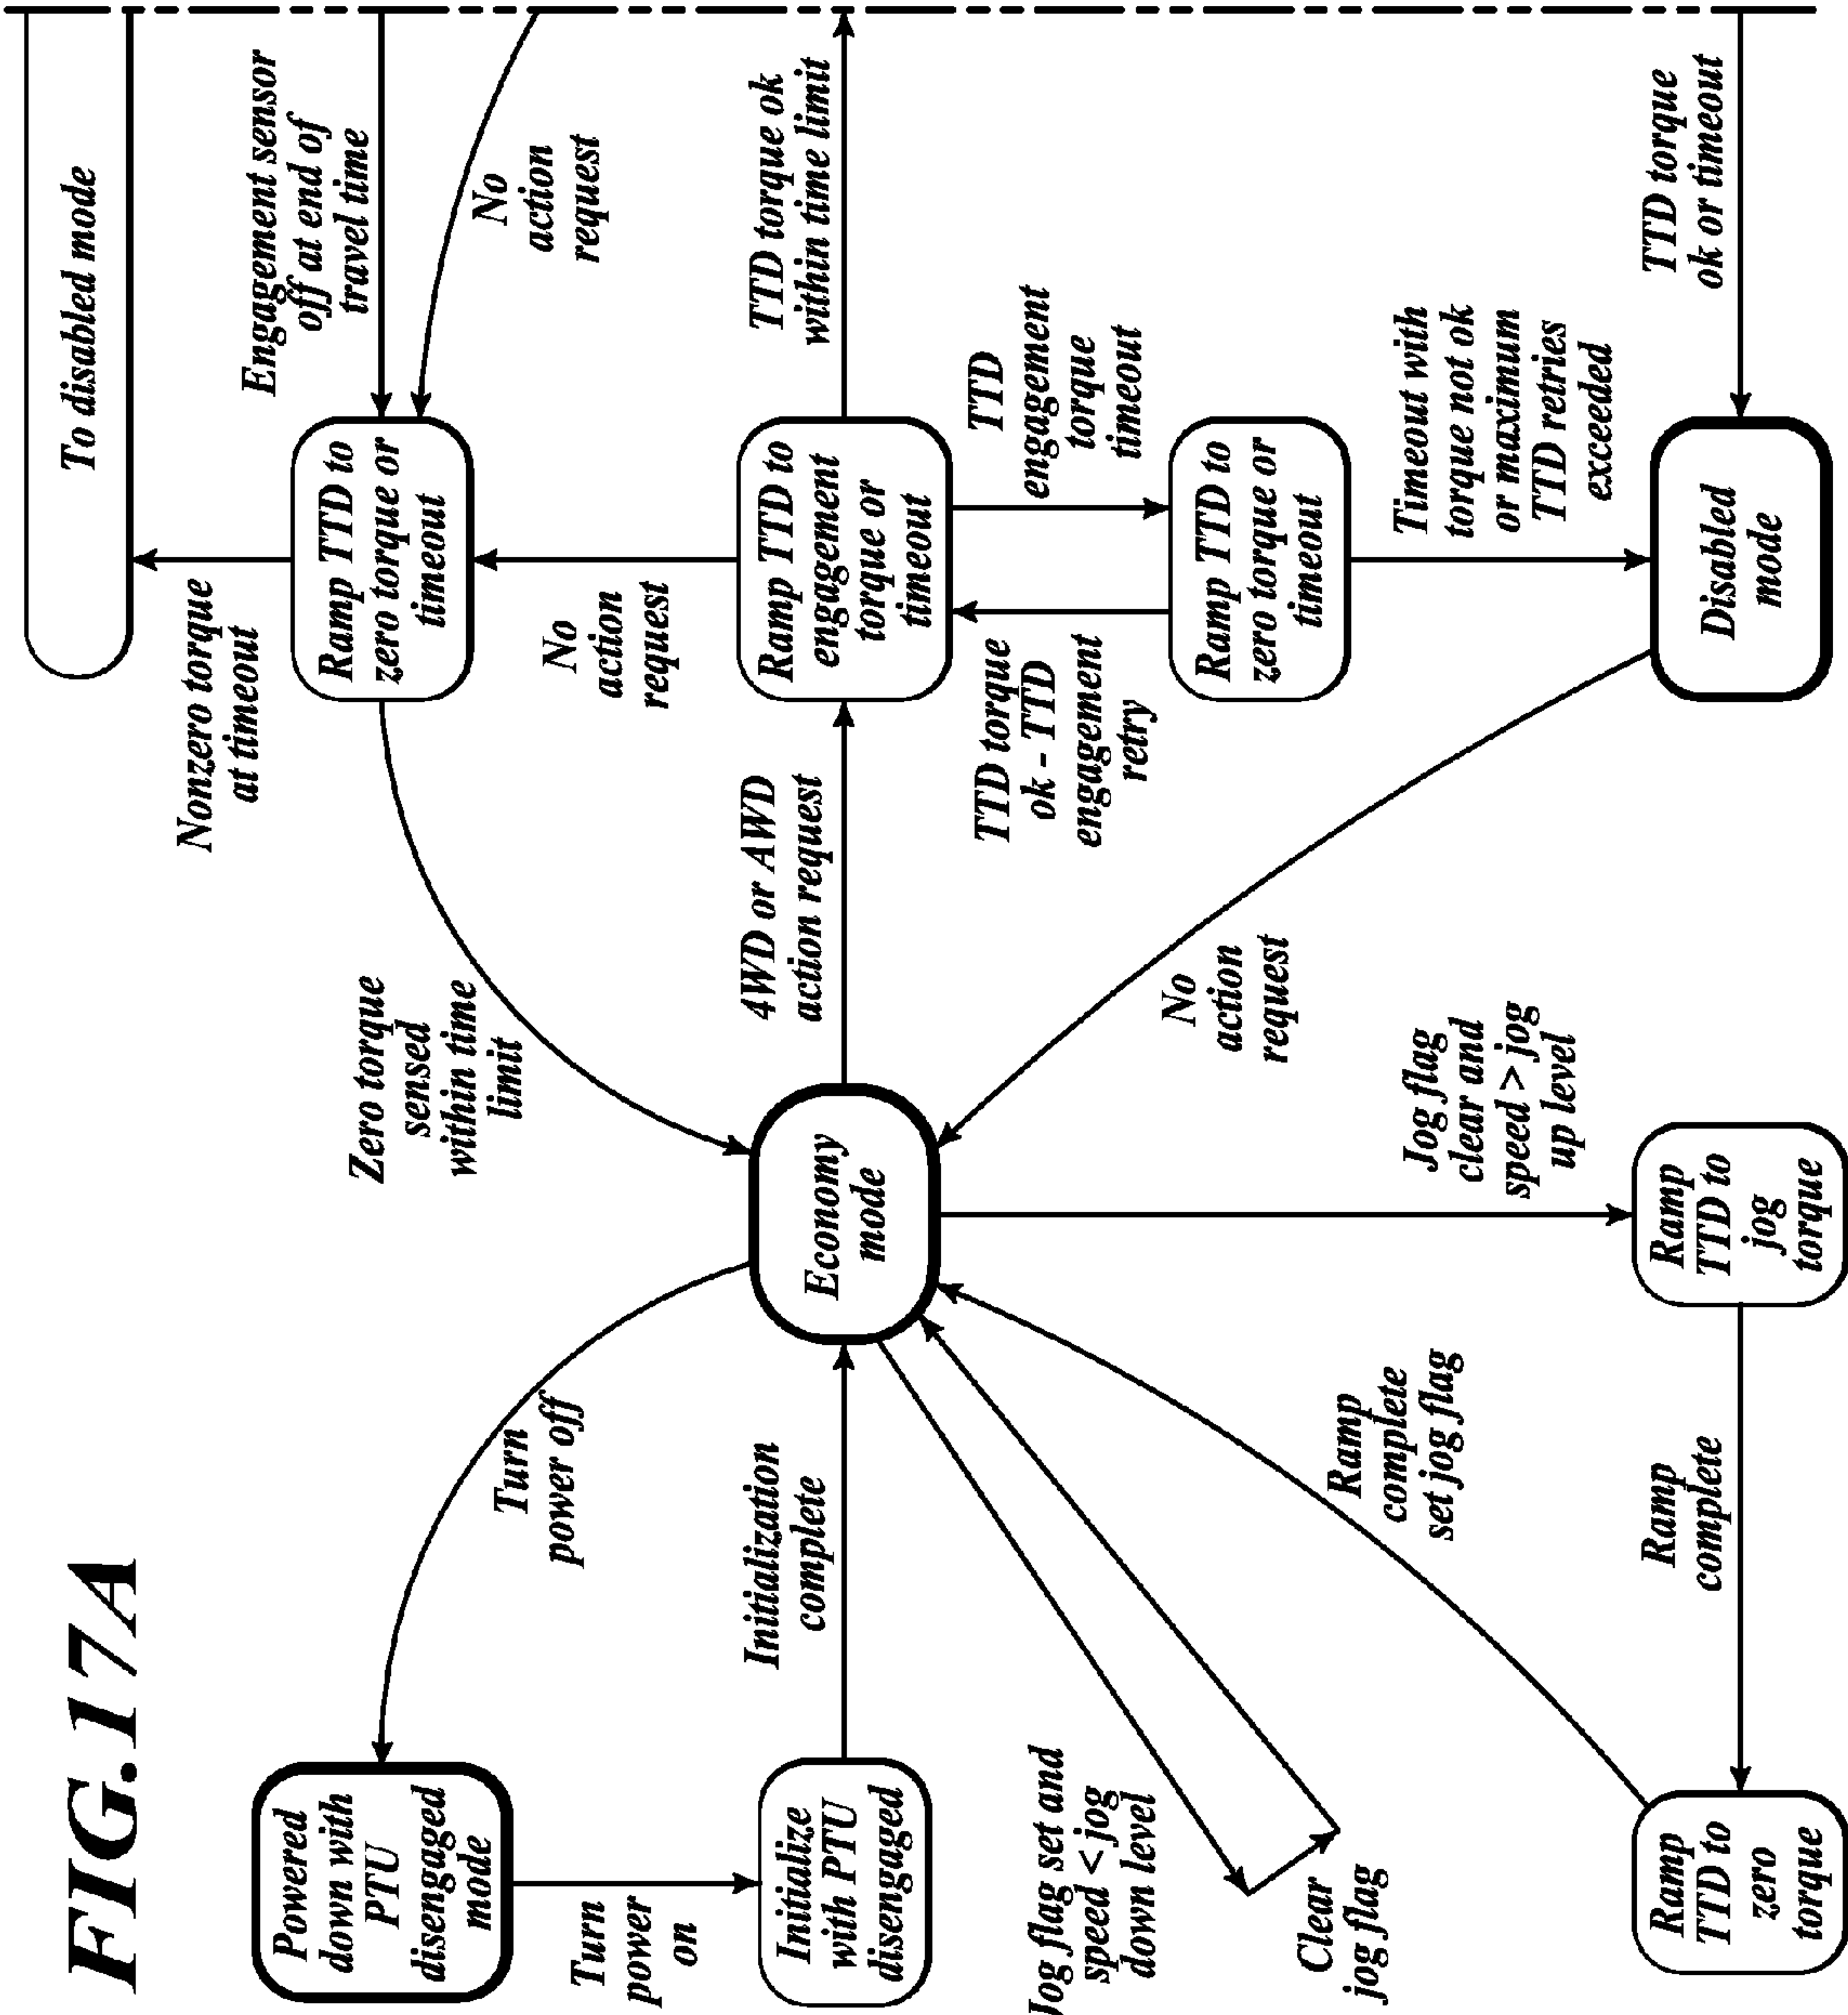 FIG.17A
Powered
down with
PTU
disengaged
mode
Turn
power
on
Initialize
with PTU
disengaged
Initialization
complete
Turn
power off
Economy
mode
Zero torque
sensed
within time
limit
4WD or AWD
action request
Nonzero torque
at timeout
To disabled mode
Ramp TTD to
zero torque or
timeout
Engagement sensor
off at end of
travel time
No
action
request
No
action
request
Ramp TTD to
engagement
torque or
timeout
TTD torque ok
within time limit
TTD torque
ok - TTD
engagement
retry
TTD
engagement
torque
timeout
Ramp TTD to
zero torque or
timeout
Timeout with
torque not ok
or maximum
TTD retries
exceeded
Disabled
mode
TTD torque
ok or timeout
No
action
request
Jog flag
clear and
speed > jog
up level
Ramp
TTD to
jog
torque
Ramp
complete
Ramp
TTD to
zero
torque
Ramp
complete
set jog flag
Jog flag set and
speed < jog
down level
Clear
jog flag